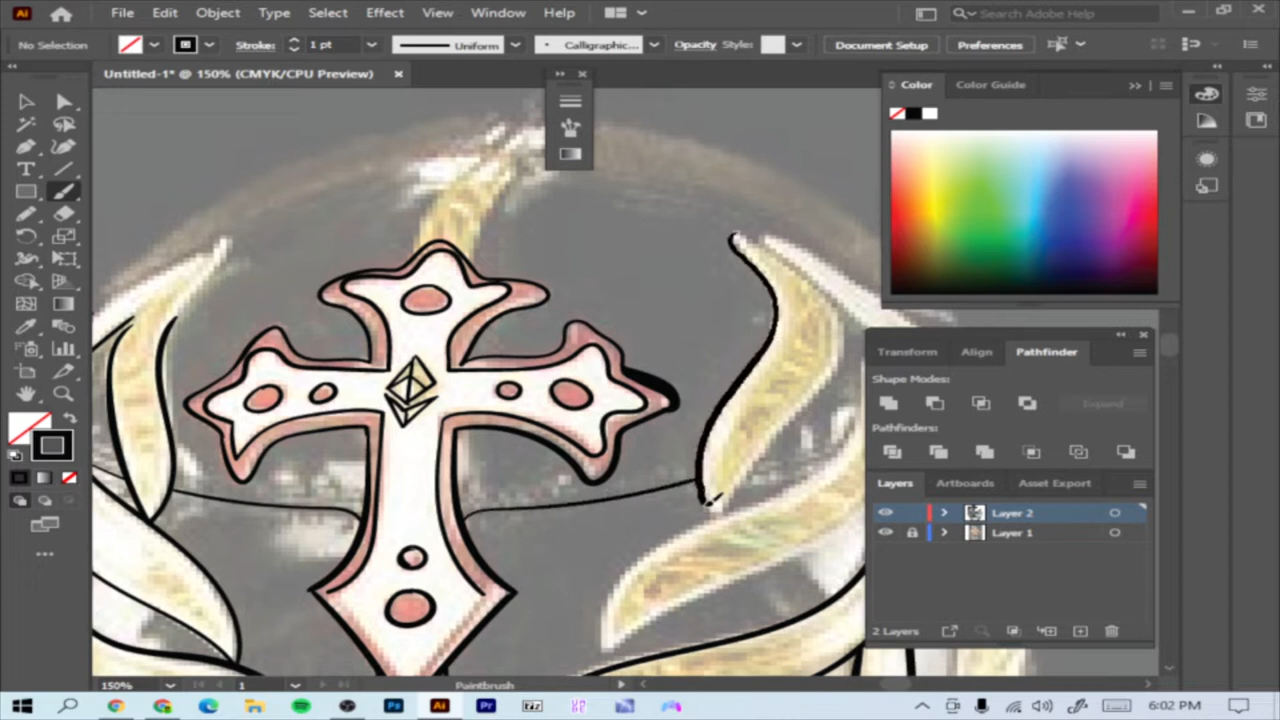 Ai File Edit Object Type Select Effect View Window Help Search Adobe Help
No Selection Stroke: 1 pt Uniform Calligraphic... Opacity Style: Document Setup Preferences
Untitled-1* @ 150% (CMYK/CPU Preview)
Color Color Guide
Transform Align Pathfinder
Shape Modes:
Expand
Pathfinders:
Layers Artboards Asset Export
Layer 2
Layer 1
2 Layers
150% 1 Paintbrush
Ps Ai Pr 6:02 PM